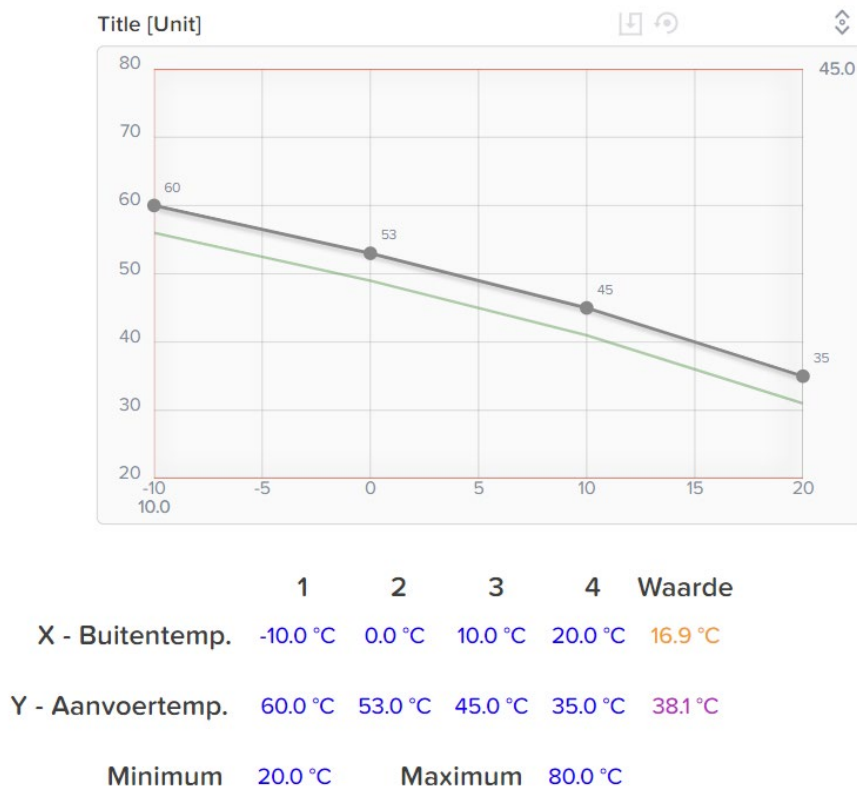 Title [Unit]
80
45.0
70
60
60
53
50
45
40
35
30
20
-10 -5 0 5 10 15 20
10.0
1 2 3 4 Waarde
X - Buitentemp. -10.0 °C 0.0 °C 10.0 °C 20.0 °C 16.9 °C
Y - Aanvoertemp. 60.0 °C 53.0 °C 45.0 °C 35.0 °C 38.1 °C
Minimum 20.0 °C Maximum 80.0 °C